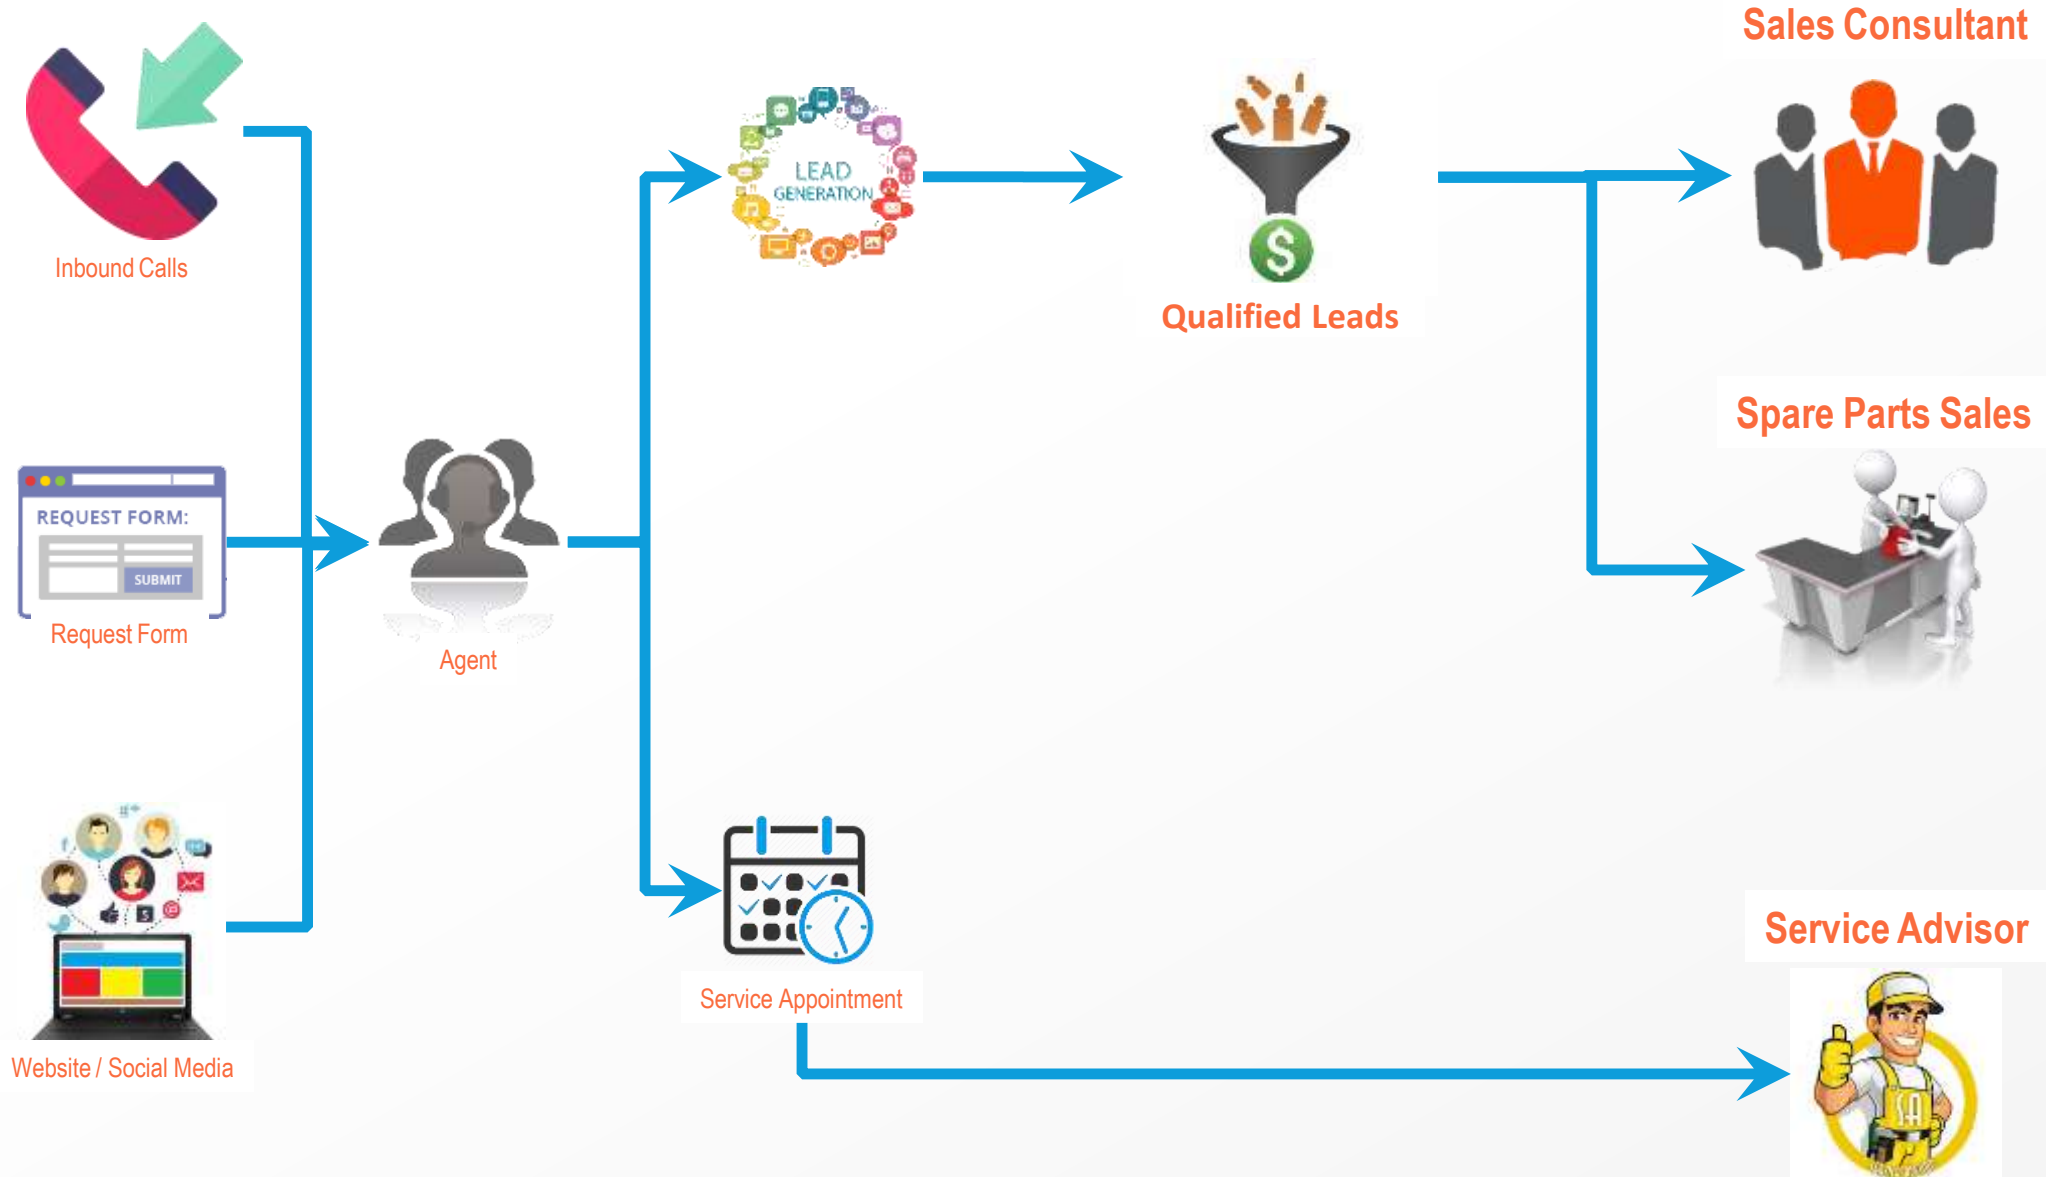 Sales Consultant
LEAD
GENERATION
Inbound Calls
Qualified Leads
Spare Parts Sales
REQUEST FORM:
SUBMIT
Request Form
Agent
Service Advisor
Service Appointment
Website / Social Media
SA